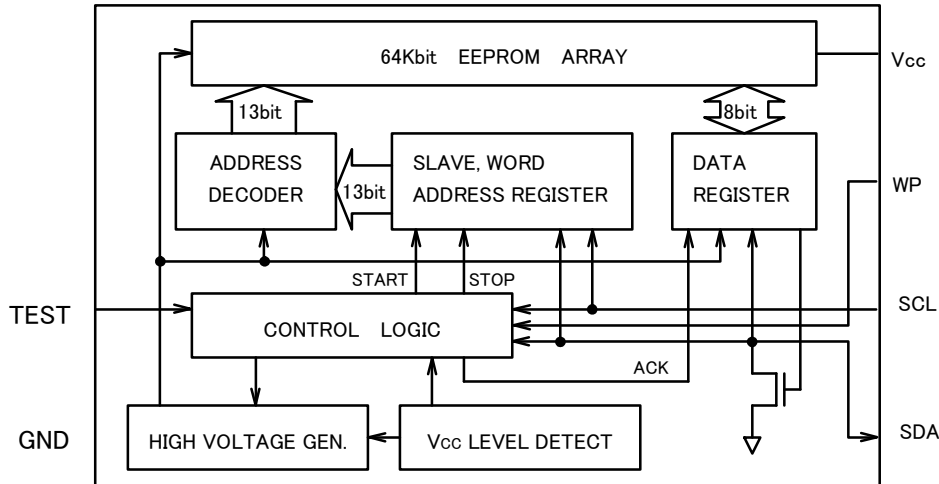 64Kbit EEPROM ARRAY
Vcc
13bit
8bit
ADDRESS
DECODER
13bit
SLAVE, WORD
ADDRESS REGISTER
DATA
REGISTER
WP
START
STOP
TEST
CONTROL LOGIC
SCL
ACK
GND
HIGH VOLTAGE GEN.
Vcc LEVEL DETECT
SDA